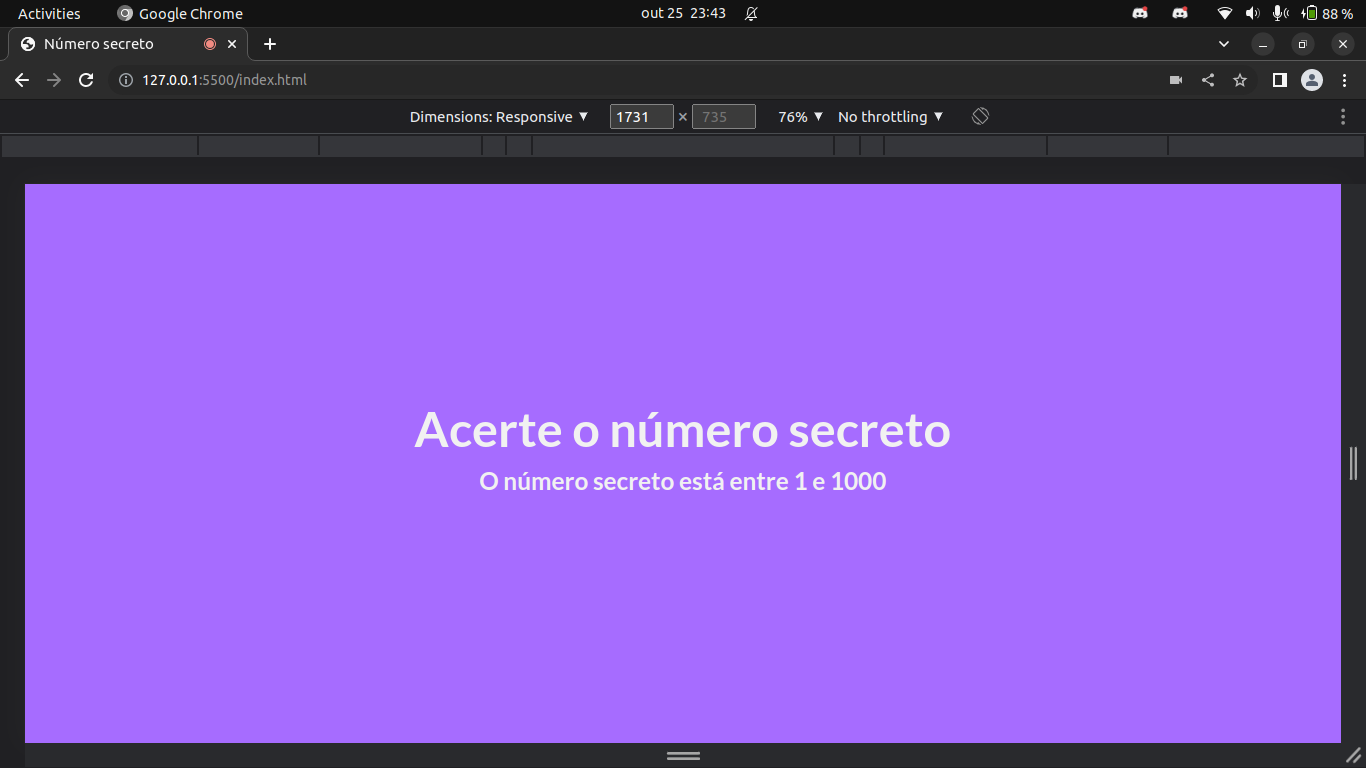 Activities Google Chrome out 25 23:43 88 %
Número secreto
127.0.0.1:5500/index.html
Dimensions: Responsive 1731 × 735 76% No throttling
Acerte o número secreto
O número secreto está entre 1 e 1000